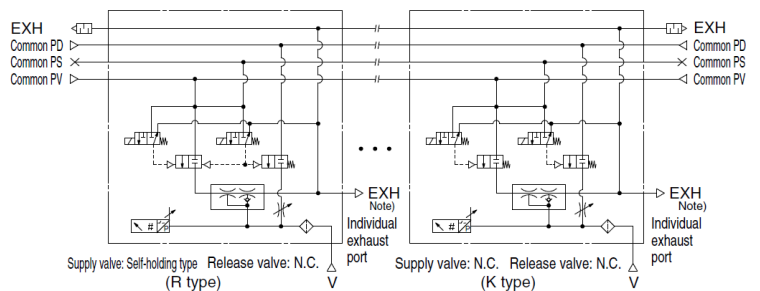 EXH
EXH
Common PD
Common PD
Common PS
Common PS
Common PV
Common PV
EXH
Note)
EXH
Note)
Individual
exhaust
port
Individual
exhaust
port
#
P
#
P
Supply valve: Self-holding type
Release valve: N.C.
V
Supply valve: N.C.
Release valve: N.C.
V
(R type)
(K type)